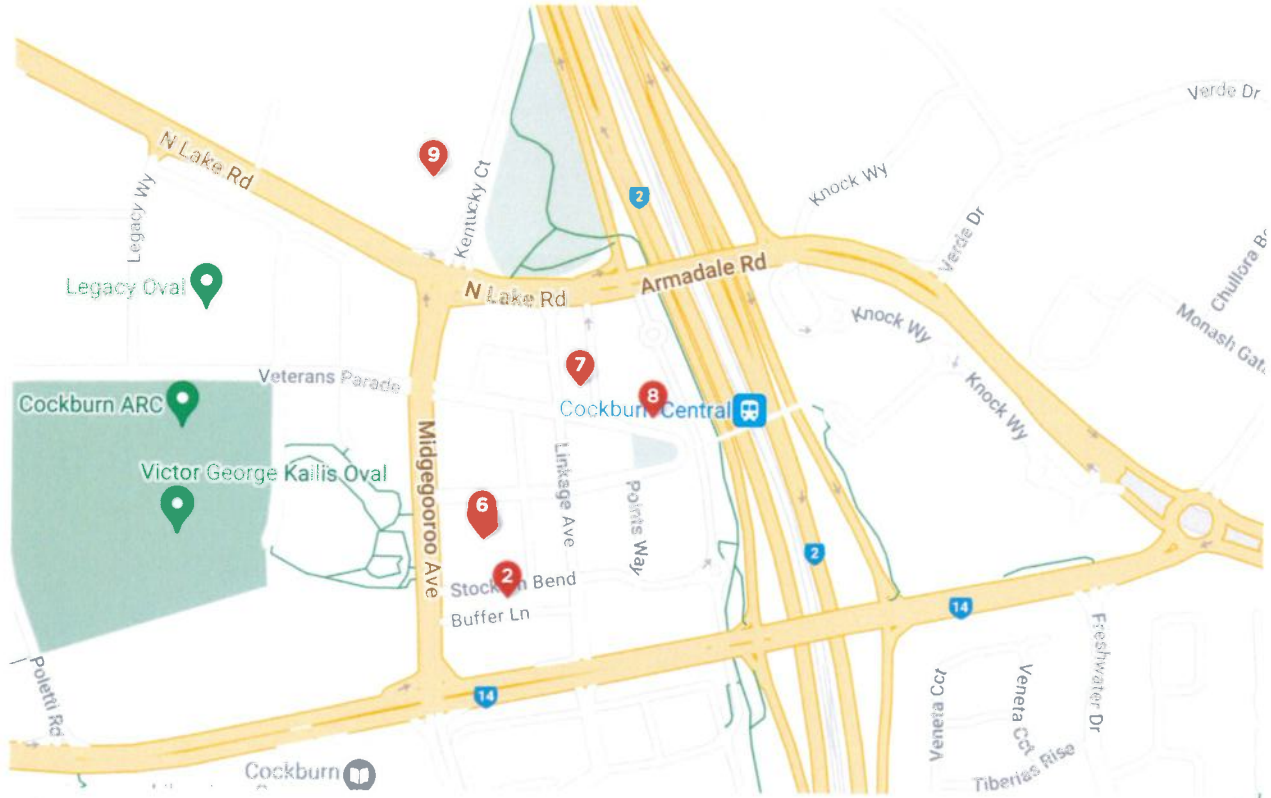 Verde Dr
N Lake Rd
9
Knock Wy
Legacy Wy
Kentucky Ct
2
Verde Dr
Chullora
Legacy Oval
N Lake Rd
Armadale Rd
Knock Wy
Monash
7
Veterans Parade
8
Cockburn ARC
Cockburn Central
Knock Wy
Midgegooroo Ave
Victor George Kailis Oval
Linkage Ave
Points Way
6
2
2
Stockton Bend
Buffer Ln
14
Freshwater Dr
Poletti Rd
14
Veneta Cct
Veneta Cct
Tiberias Rise
Cockburn